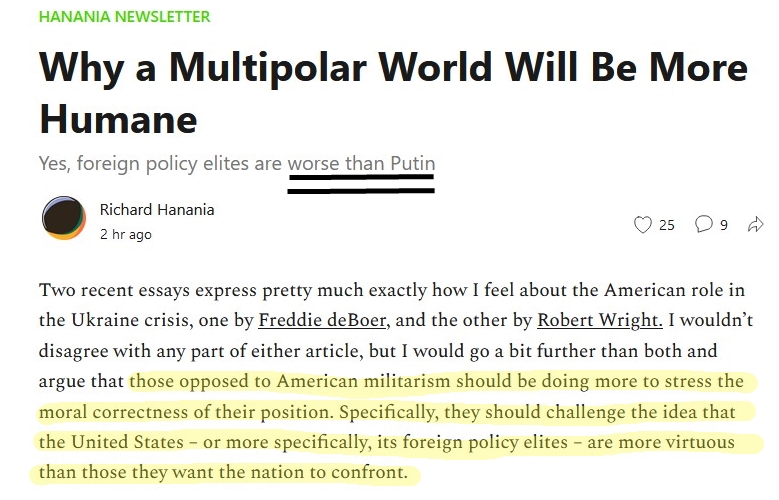 HANANIA NEWSLETTER
Why a Multipolar World Will Be More
Humane
Yes, foreign policy elites are worse than Putin
Richard Hanania
2 hr ago
25
9
Two recent essays express pretty much exactly how I feel about the American role in
the Ukraine crisis, one by Freddie deBoer, and the other by Robert Wright. I wouldn't
disagree with any part of either article, but I would go a bit further than both and
argue that those opposed to American militarism should be doing more to stress the
moral correctness of their position. Specifically, they should challenge the idea that
the United States – or more specifically, its foreign policy elites – are more virtuous
than those they want the nation to confront.